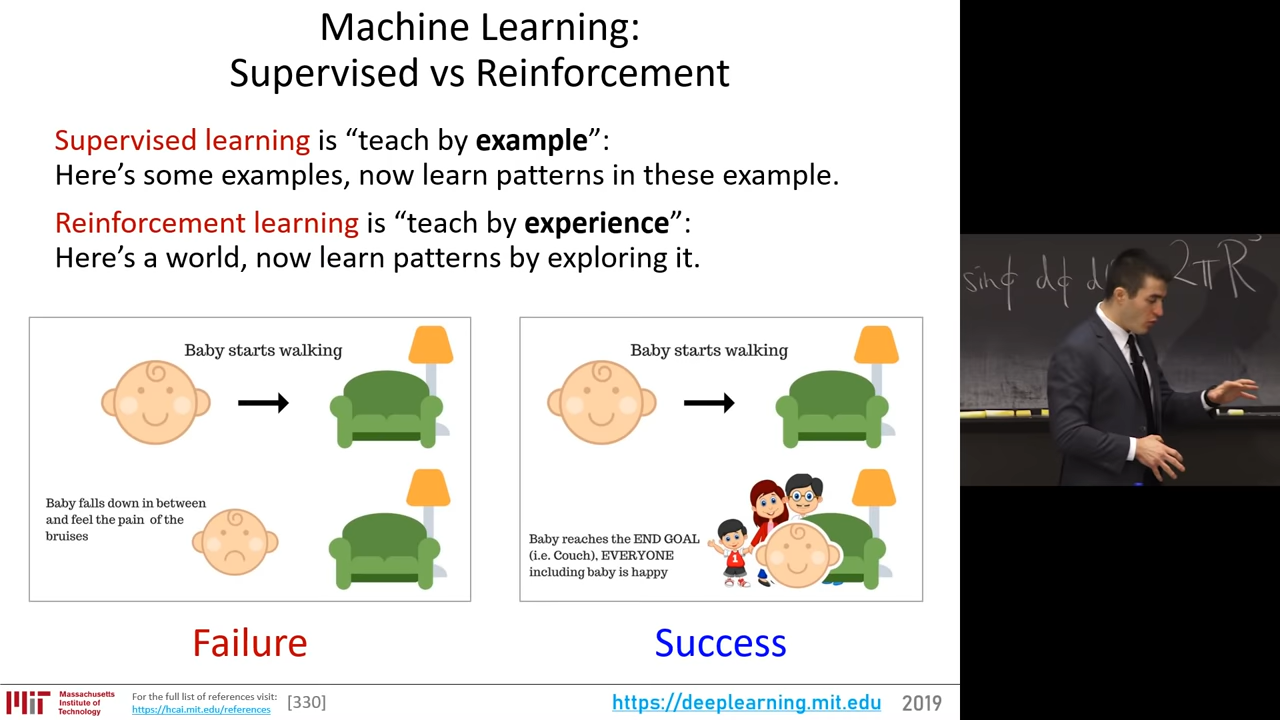 Machine Learning:
Supervised vs Reinforcement
Supervised learning is “teach by example”:
Here’s some examples, now learn patterns in these example.
Reinforcement learning is “teach by experience”:
Here’s a world, now learn patterns by exploring it.
Baby starts walking
Baby falls down in between
and feel the pain of the
bruises
Failure
Baby starts walking
1
Baby reaches the END GOAL
(i.e. Couch), EVERYONE
including baby is happy
Success
MIT
Massachusetts
Institute of
Technology
For the full list of references visit:
https://hcai.mit.edu/references
[330]
https://deeplearning.mit.edu
2019
sinϕ dϕ d
2πR